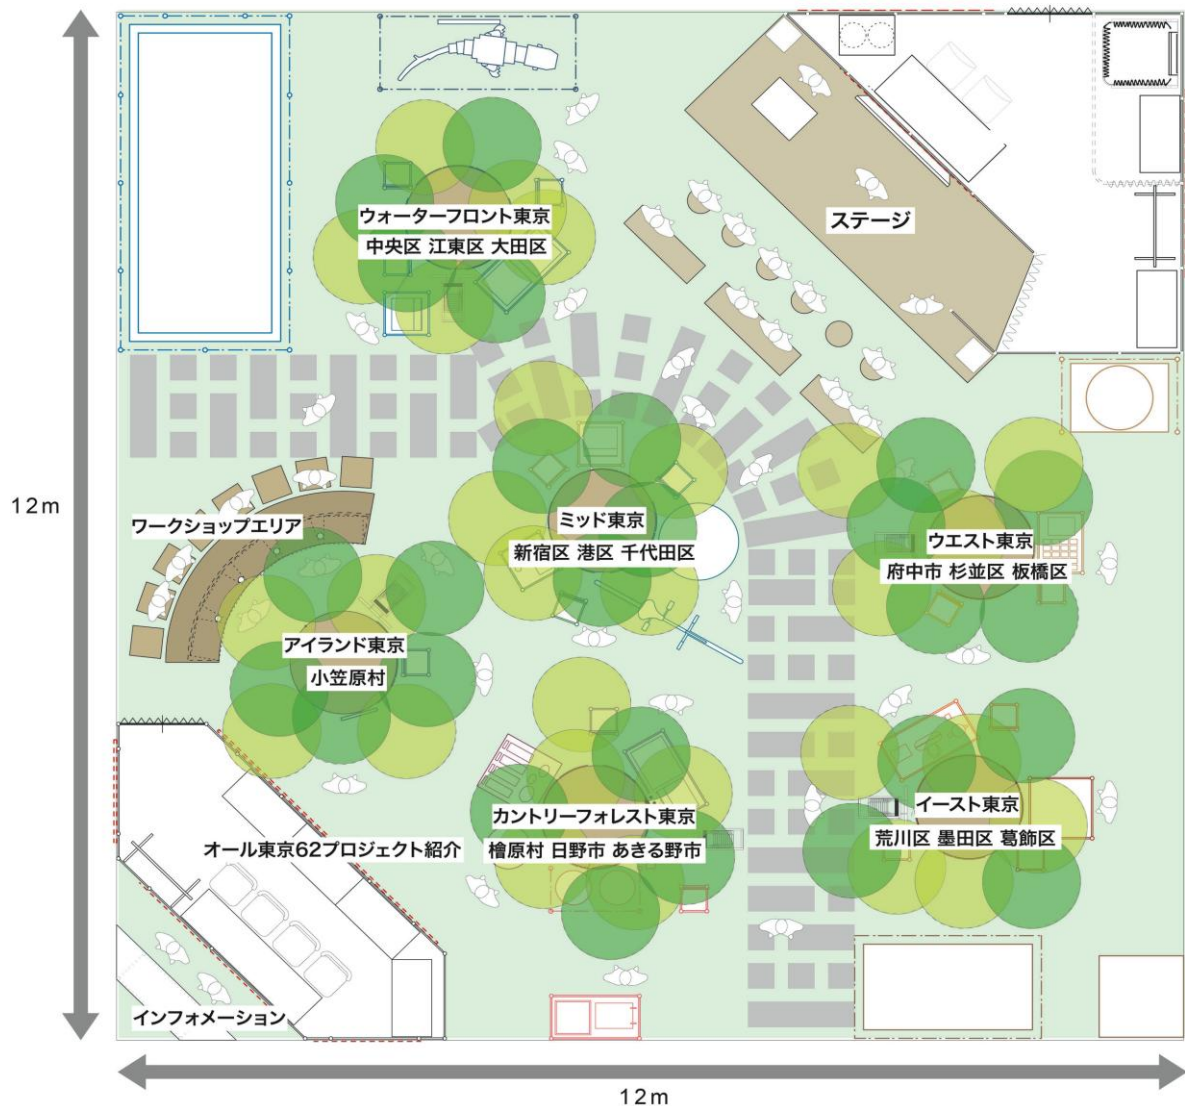 ウォーターフロント東京
中央区 江東区 大田区
ステージ
12m
ワークショップエリア
ミッド東京
新宿区 港区 千代田区
ウエスト東京
府中市 杉並区 板橋区
アイランド東京
小笠原村
カントリーフォレスト東京
檜原村 日野市 あきる野市
イースト東京
荒川区 墨田区 葛飾区
オール東京62プロジェクト紹介
インフォメーション
12m